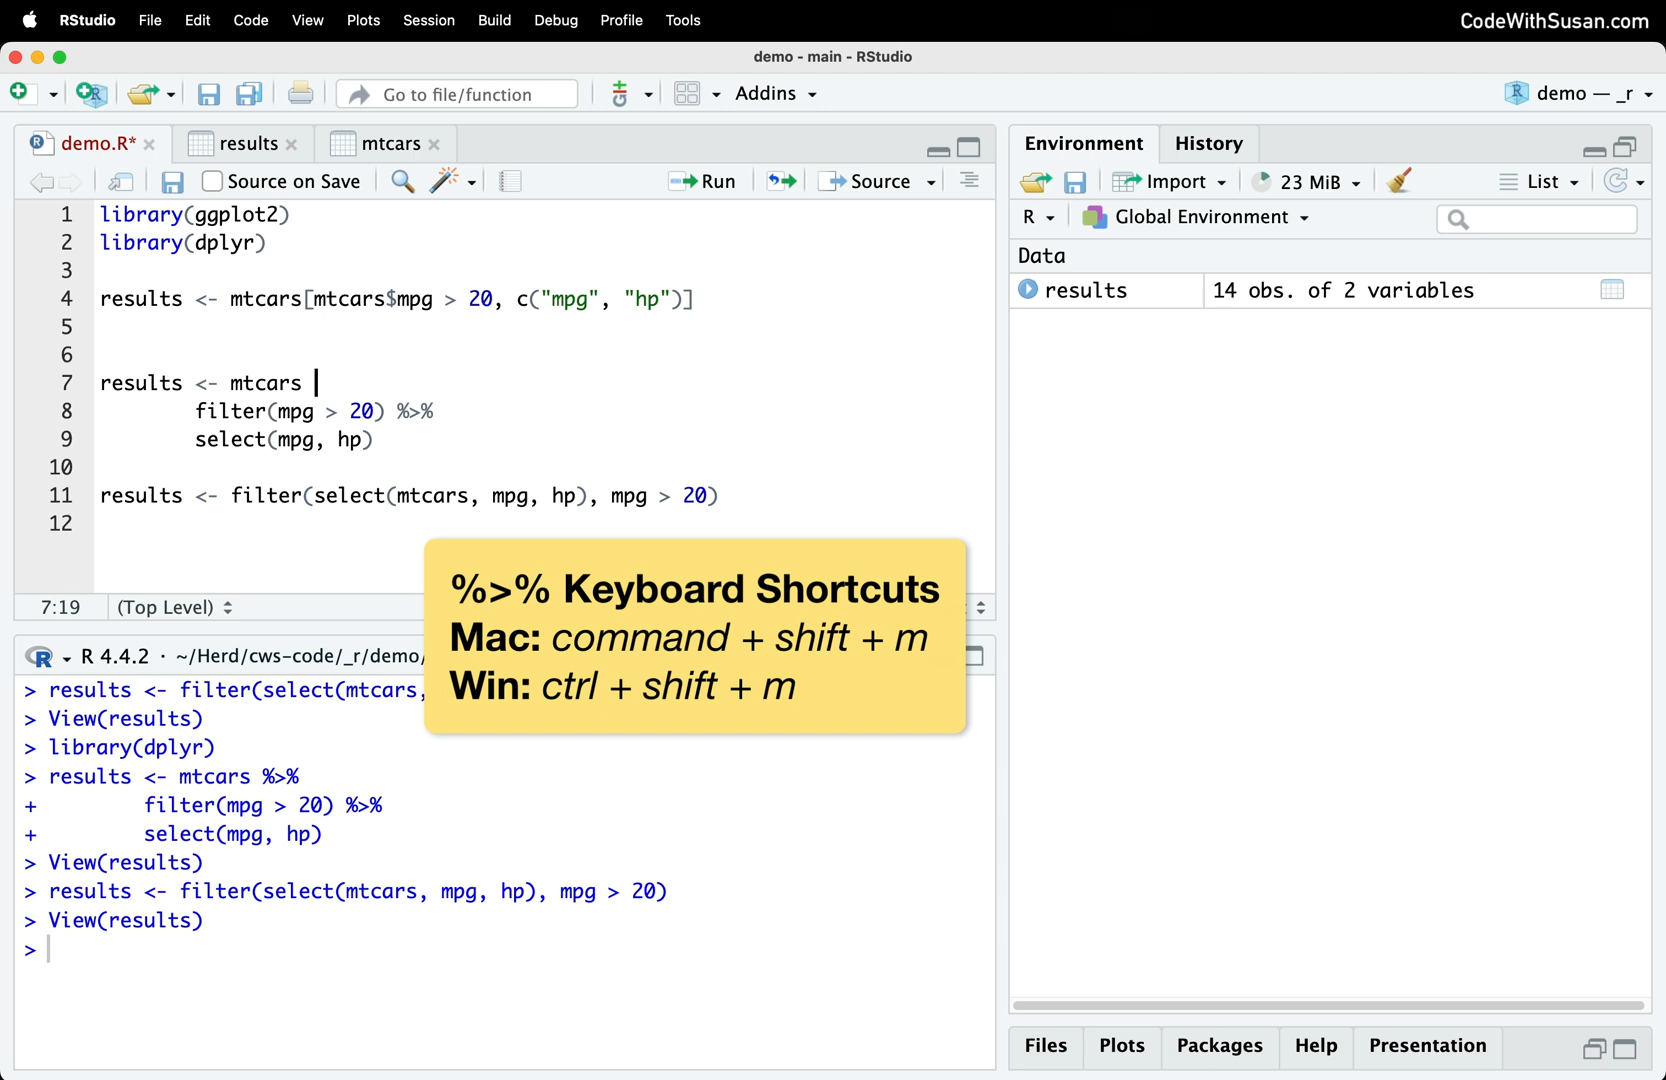 RStudio File Edit Code View Plots Session Build Debug Profile Tools
CodeWithSusan.com
demo - main - RStudio
Go to file/function
Addins
demo — _r
demo.R* results mtcars
Source on Save Run Source
1 library(ggplot2)
2 library(dplyr)
3
4 results <- mtcars[mtcars$mpg > 20, c("mpg", "hp")]
5
6
7 results <- mtcars
8 filter(mpg > 20) %>%
9 select(mpg, hp)
10
11 results <- filter(select(mtcars, mpg, hp), mpg > 20)
12
7:19 (Top Level)
%>% Keyboard Shortcuts
Mac: command + shift + m
Win: ctrl + shift + m
R 4.4.2 · ~/Herd/cws-code/_r/demo/
> results <- filter(select(mtcars,
> View(results)
> library(dplyr)
> results <- mtcars %>%
+ filter(mpg > 20) %>%
+ select(mpg, hp)
> View(results)
> results <- filter(select(mtcars, mpg, hp), mpg > 20)
> View(results)
>
Environment History
Import 23 MiB List
R Global Environment
Data
results 14 obs. of 2 variables
Files Plots Packages Help Presentation